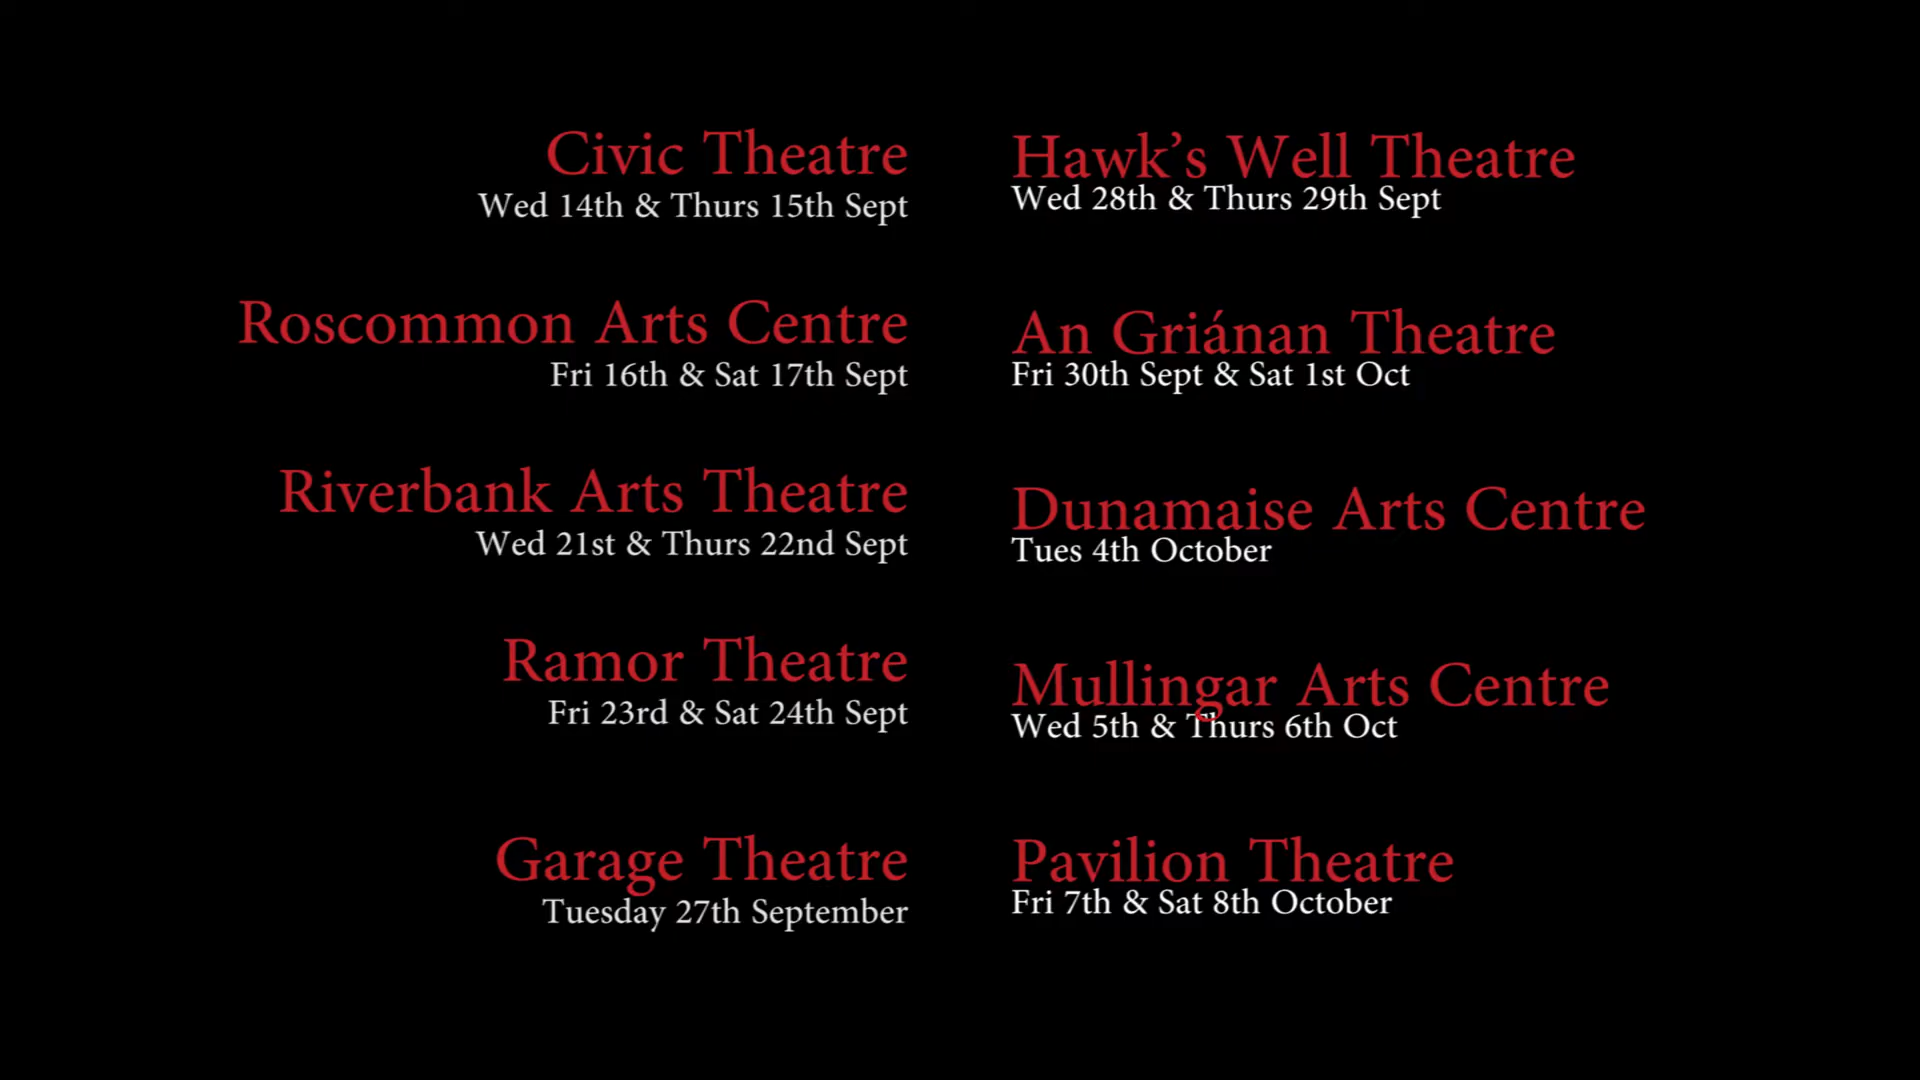 Civic Theatre
Wed 14th & Thurs 15th Sept
Roscommon Arts Centre
Fri 16th & Sat 17th Sept
Riverbank Arts Theatre
Wed 21st & Thurs 22nd Sept
Ramor Theatre
Fri 23rd & Sat 24th Sept
Garage Theatre
Tuesday 27th September
Hawk’s Well Theatre
Wed 28th & Thurs 29th Sept
An Griánan Theatre
Fri 30th Sept & Sat 1st Oct
Dunamaise Arts Centre
Tues 4th October
Mullingar Arts Centre
Wed 5th & Thurs 6th Oct
Pavilion Theatre
Fri 7th & Sat 8th October